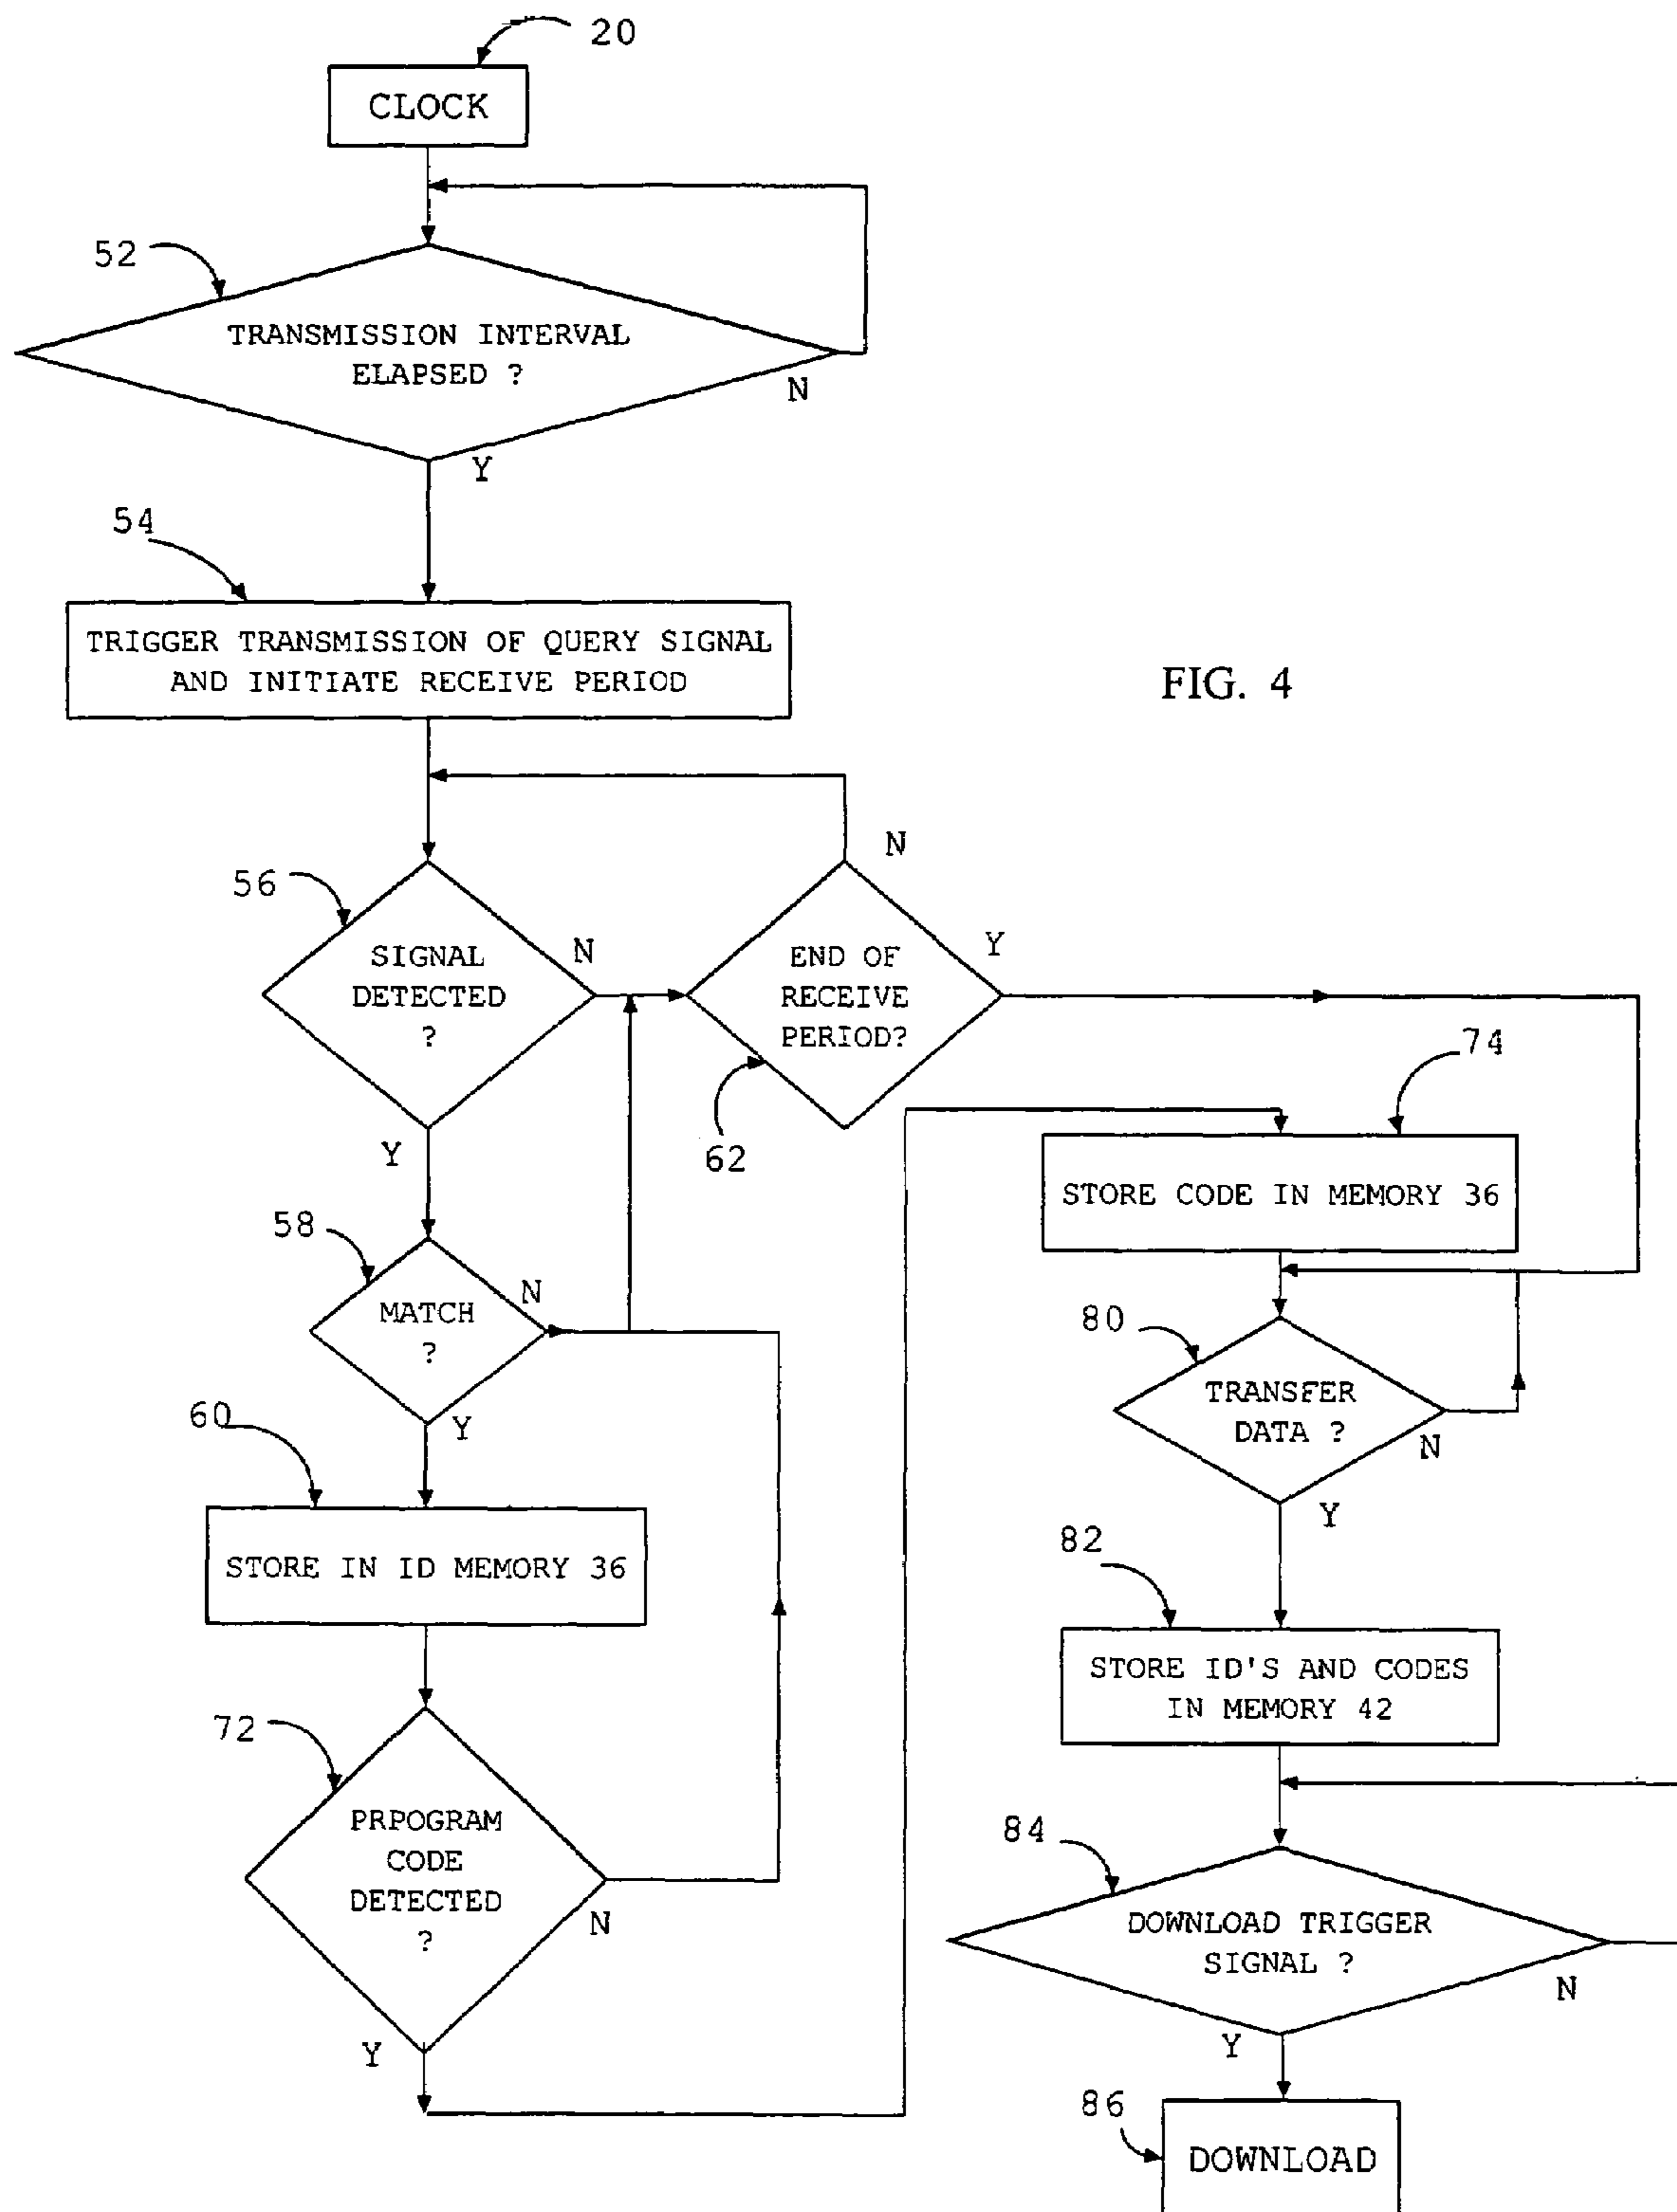 20
CLOCK
52
TRANSMISSION INTERVAL
ELAPSED ?
N
Y
54
TRIGGER TRANSMISSION OF QUERY SIGNAL
AND INITIATE RECEIVE PERIOD
FIG. 4
56
SIGNAL
DETECTED
?
N
Y
N
END OF
RECEIVE
PERIOD?
Y
62
58
MATCH
?
N
Y
60
STORE IN ID MEMORY 36
72
PRPOGRAM
CODE
DETECTED
?
N
Y
74
STORE CODE IN MEMORY 36
80
TRANSFER
DATA ?
N
Y
82
STORE ID'S AND CODES
IN MEMORY 42
84
DOWNLOAD TRIGGER
SIGNAL ?
N
Y
86
DOWNLOAD